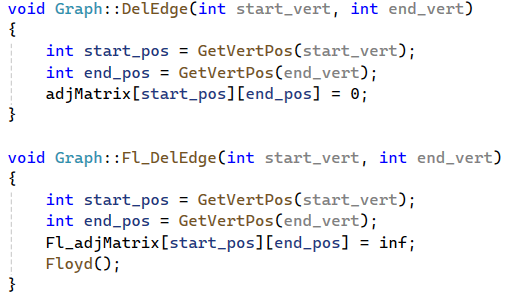 void Graph::DelEdge(int start_vert, int end_vert)
{
    int start_pos = GetVertPos(start_vert);
    int end_pos = GetVertPos(end_vert);
    adjMatrix[start_pos][end_pos] = 0;
}

void Graph::Fl_DelEdge(int start_vert, int end_vert)
{
    int start_pos = GetVertPos(start_vert);
    int end_pos = GetVertPos(end_vert);
    Fl_adjMatrix[start_pos][end_pos] = inf;
    Floyd();
}